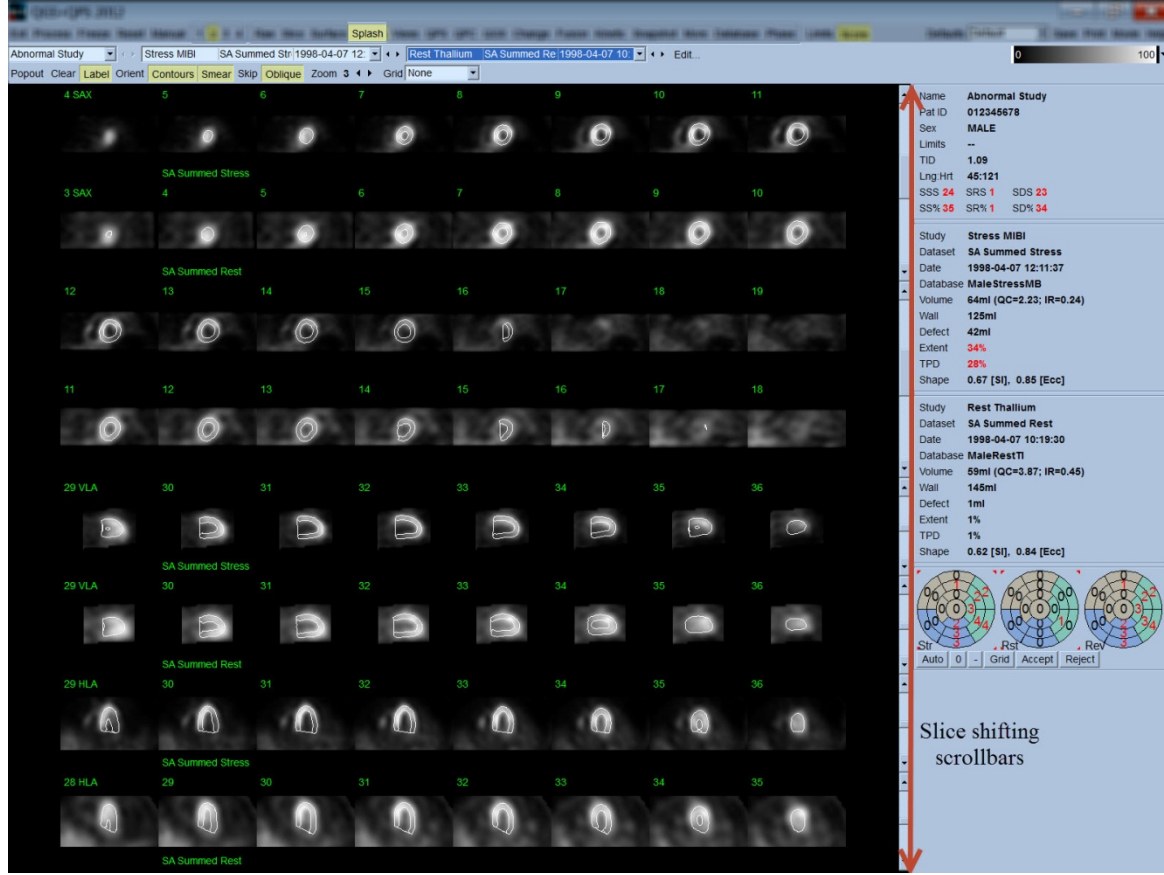 QGS+QPS 2012
Splash
Abnormal Study Stress MIBI SA Summed Str 1998-04-07 12: Rest Thallium SA Summed Re 1998-04-07 10: Edit...
0 100
Popout Clear Label Orient Contours Smear Skip Oblique Zoom 3 Grid None
4 SAX 5 6 7 8 9 10 11
SA Summed Stress
3 SAX 4 5 6 7 8 9 10
SA Summed Rest
12 13 14 15 16 17 18 19
11 12 13 14 15 16 17 18
29 VLA 30 31 32 33 34 35 36
SA Summed Stress
29 VLA 30 31 32 33 34 35 36
SA Summed Rest
29 HLA 30 31 32 33 34 35 36
SA Summed Stress
28 HLA 29 30 31 32 33 34 35
SA Summed Rest
Name Abnormal Study
Pat ID 012345678
Sex MALE
Limits --
TID 1.09
Lng:Hrt 45:121
SSS 24 SRS 1 SDS 23
SS% 35 SR% 1 SD% 34
Study Stress MIBI
Dataset SA Summed Stress
Date 1998-04-07 12:11:37
Database MaleStressMB
Volume 64ml (QC=2.23; IR=0.24)
Wall 125ml
Defect 42ml
Extent 34%
TPD 28%
Shape 0.67 [SI], 0.85 [Ecc]
Study Rest Thallium
Dataset SA Summed Rest
Date 1998-04-07 10:19:30
Database MaleRestTl
Volume 59ml (QC=3.87; IR=0.45)
Wall 145ml
Defect 1ml
Extent 1%
TPD 1%
Shape 0.62 [SI], 0.84 [Ecc]
Str Rst Rev
Auto 0 - Grid Accept Reject
Slice shifting
scrollbars